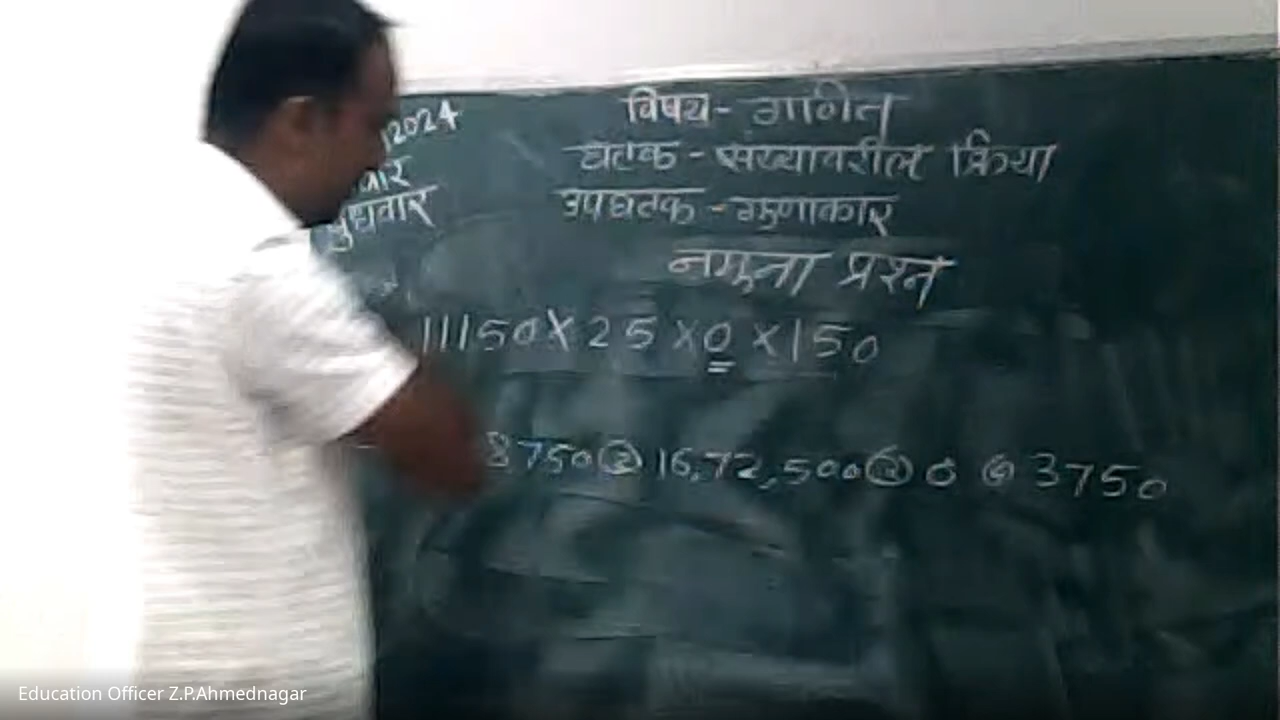 2024
विषय - गणित
वार
घटक - संख्यावरील क्रिया
बुधवार
उपघटक - गुणाकार
नमूना प्रश्न
11150 X 25 X 0 X 150
8750 ② 16,72,500 ③ 0 ④ 3750
Education Officer Z.P.Ahmednagar